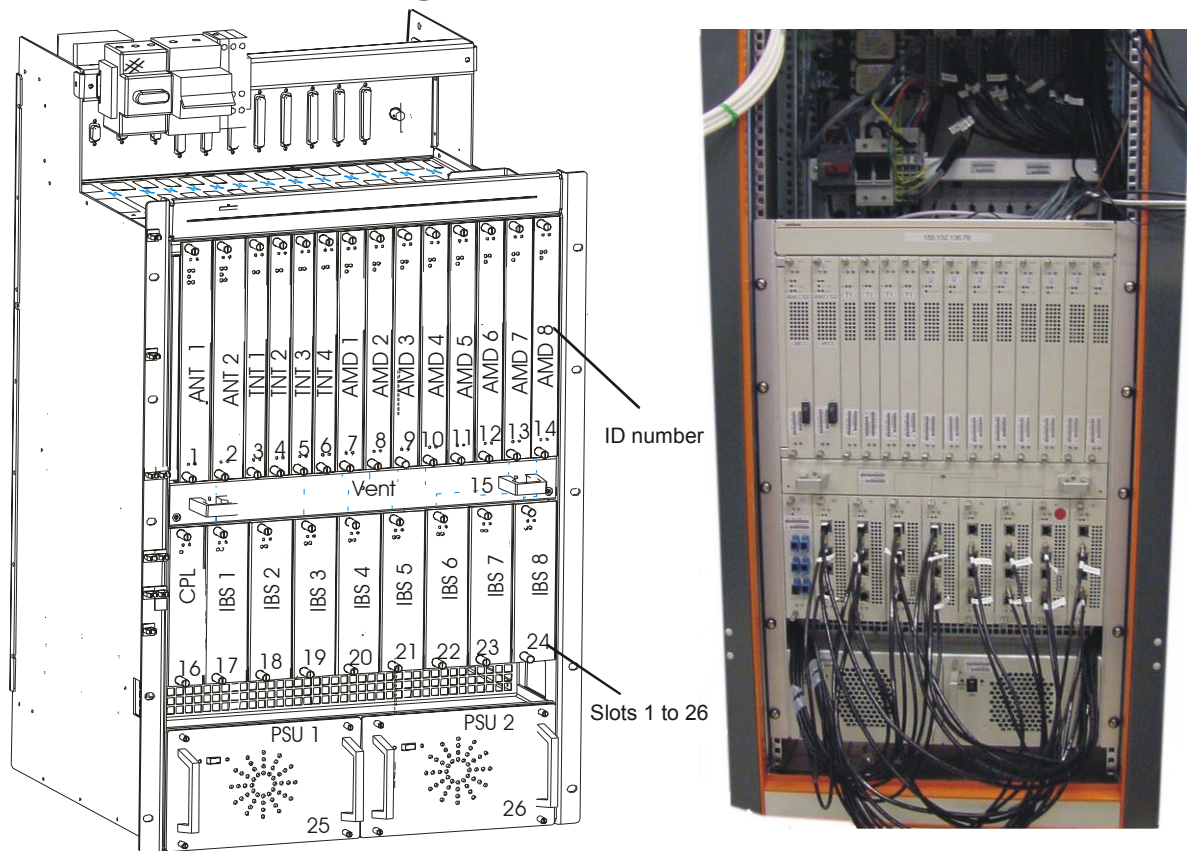 ANT 1 ANT 2 TNT 1 TNT 2 TNT 3 TNT 4 AMD 1 AMD 2 AMD 3 AMD 4 AMD 5 AMD 6 AMD 7 AMD 8
1 2 3 4 5 6 7 8 9 10 11 12 13 14
ID number
Vent 15
CPL IBS 1 IBS 2 IBS 3 IBS 4 IBS 5 IBS 6 IBS 7 IBS 8
16 17 18 19 20 21 22 23 24
Slots 1 to 26
PSU 1 PSU 2
25 26
155.132.136.78